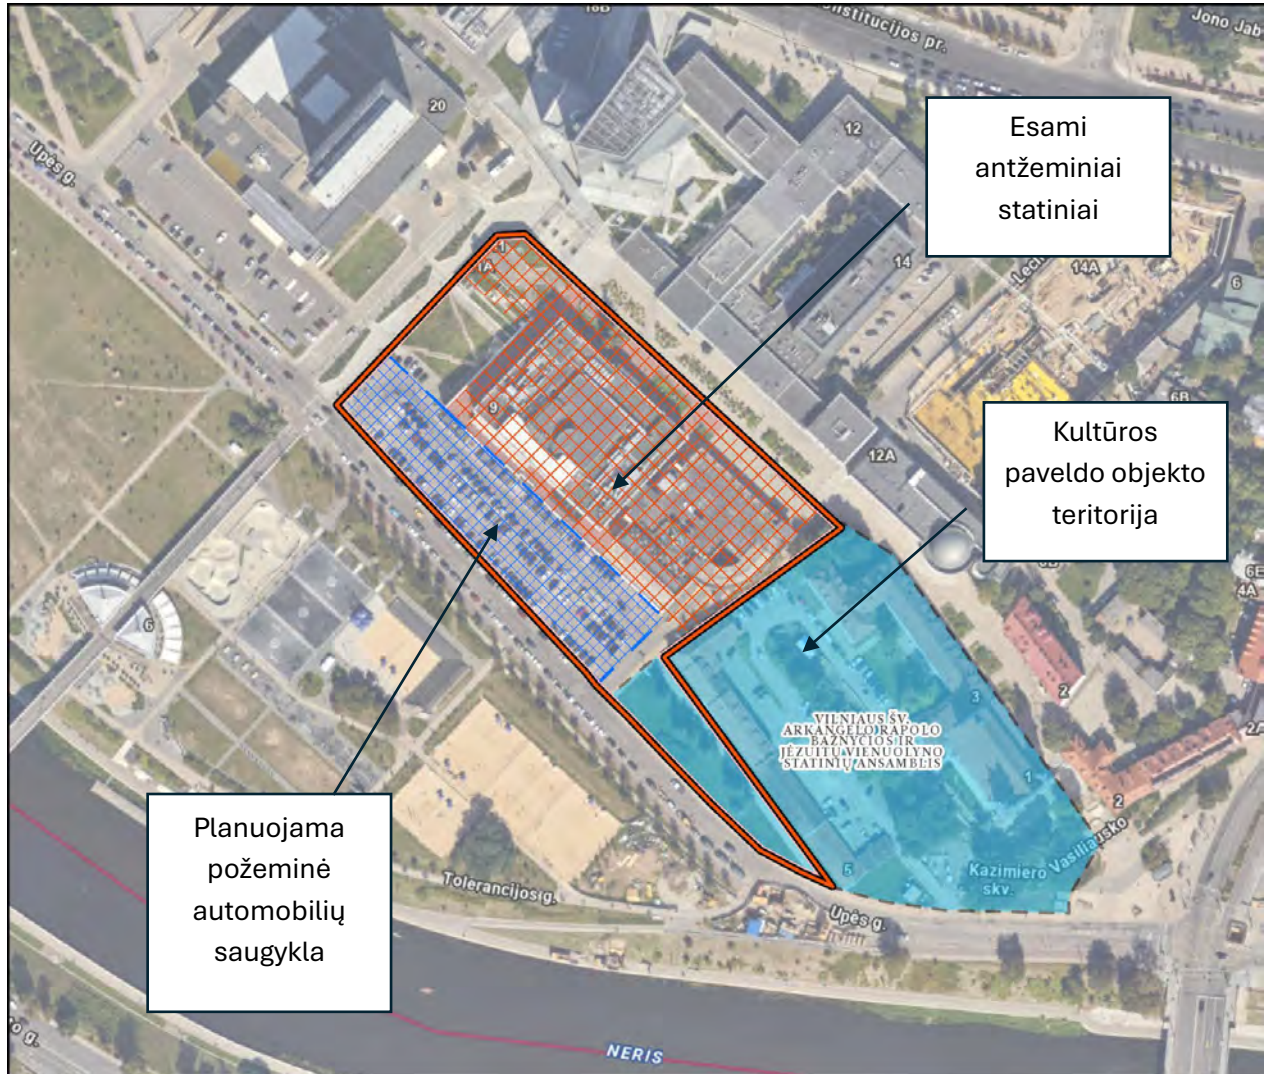 18B
Konstitucijos pr.
Jono Jab
20
12
Upės g.
Esami
antžeminiai
statiniai
14
14A
6
1
1A
9
6B
12A
Kultūros
paveldo objekto
teritorija
6E
4A
6
2
3
VILNIAUS ŠV.
ARKANGELO RAPOLO
BAŽNYČIOS IR
JĖZUITŲ VIENUOLYNO
STATINIŲ ANSAMBLIS
2A
1
2
Planuojama
požeminė
automobilių
saugykla
Kazimiero Vasiliausko
skv.
5
Tolerancijos g.
Upės g.
NERIS
o g.